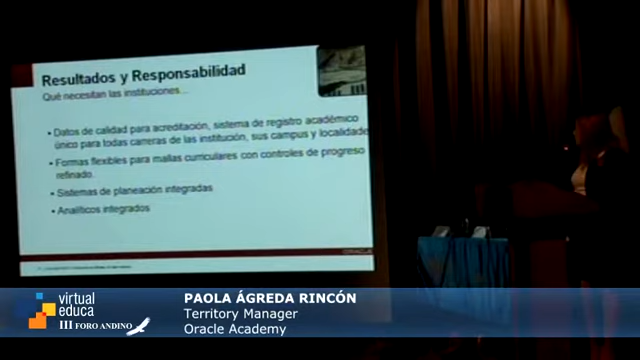 Resultados y Responsabilidad
Qué necesitan las instituciones...
• Datos de calidad para acreditación, sistema de registro académico
único para todas carreras de las institución, sus campus y localidade
• Formas flexibles para mallas curriculares con controles de progreso
refinado.
• Sistemas de planeación integradas
• Analíticos integrados
ORACLE
virtual
educa
III FORO ANDINO
PAOLA ÁGREDA RINCÓN
Territory Manager
Oracle Academy